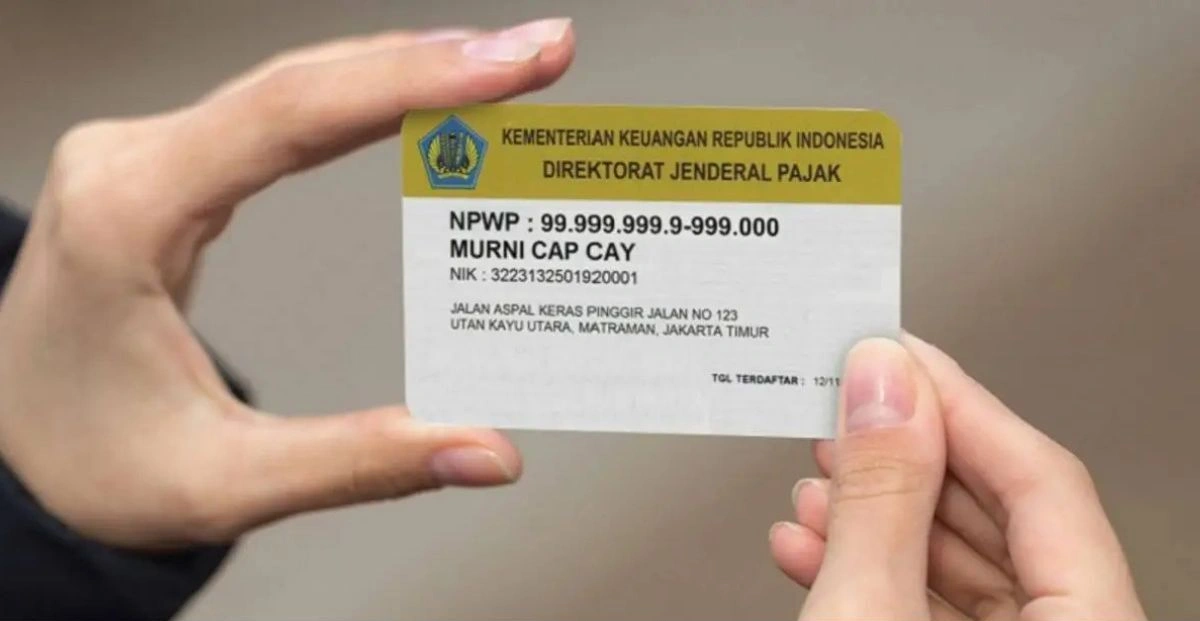 KEMENTERIAN KEUANGAN REPUBLIK INDONESIA
DIREKTORAT JENDERAL PAJAK
NPWP : 99.999.999.9-999.000
MURNI CAP CAY
NIK : 3223132501920001
JALAN ASPAL KERAS PINGGIR JALAN NO 123
UTAN KAYU UTARA, MATRAMAN, JAKARTA TIMUR
TGL TERDAFTAR : 12/11